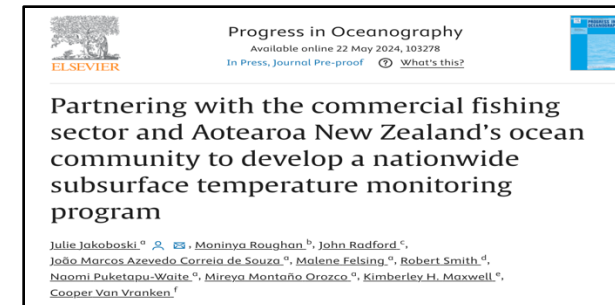 Progress in Oceanography
Available online 22 May 2024, 103278
In Press, Journal Pre-proof ? What's this?
ELSEVIER
Partnering with the commercial fishing
sector and Aotearoa New Zealand's ocean
community to develop a nationwide
subsurface temperature monitoring
program
Julie Jakoboski a, Moninya Roughan b, John Radford c,
João Marcos Azevedo Correia de Souza a, Malene Felsing a, Robert Smith d,
Naomi Puketapu-Waite a, Mireya Montaño Orozco a, Kimberley H. Maxwell e,
Cooper Van Vranken f